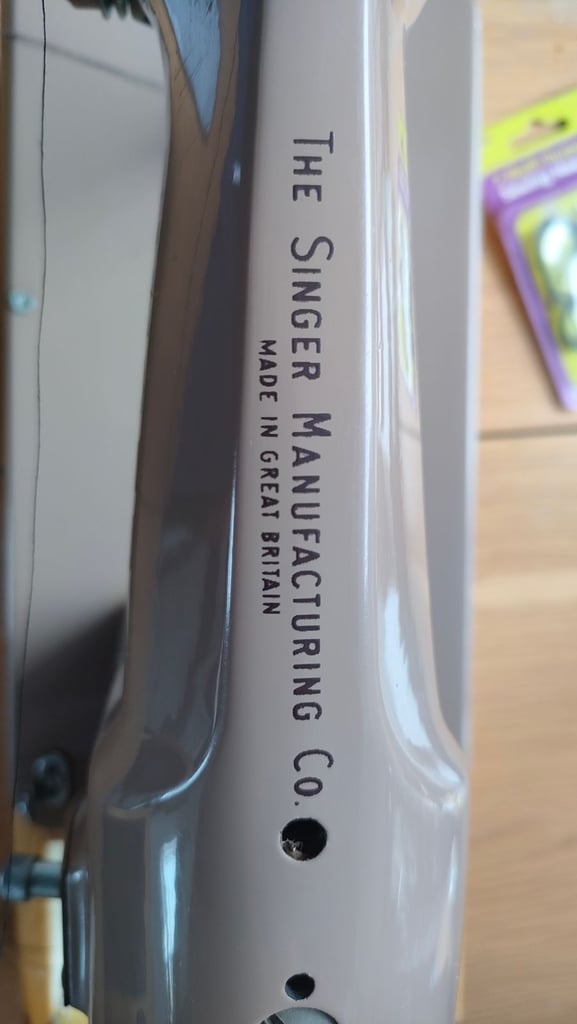 The Singer Manufacturing Co.
MADE IN GREAT BRITAIN